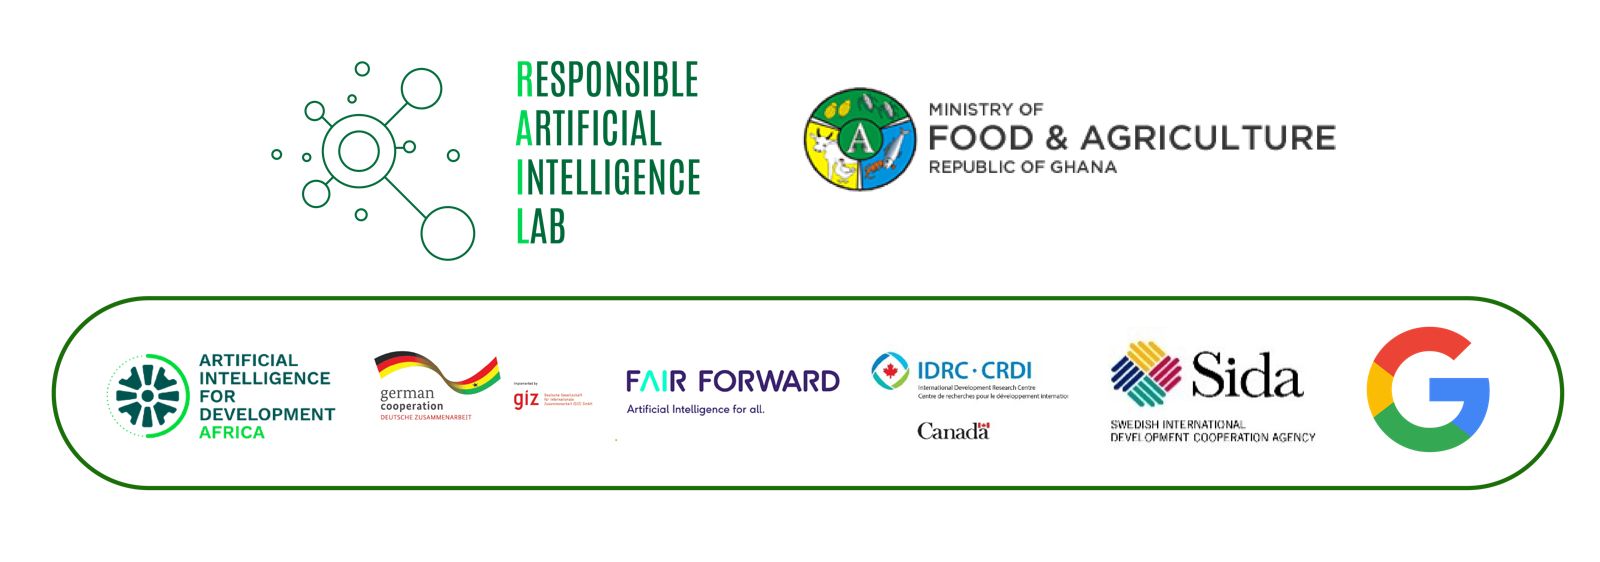 RESPONSIBLE
ARTIFICIAL
INTELLIGENCE
LAB
MINISTRY OF
A
FOOD & AGRICULTURE
REPUBLIC OF GHANA
ARTIFICIAL
INTELLIGENCE
FOR
DEVELOPMENT
AFRICA
german
cooperation
DEUTSCHE ZUSAMMENARBEIT
Implemented by
giz
Deutsche Gesellschaft
für Internationale
Zusammenarbeit (GIZ) GmbH
FAIR FORWARD
Artificial Intelligence for all.
IDRC · CRDI
International Development Research Centre
Centre de recherches pour le développement internatio
Canada
Sida
SWEDISH INTERNATIONAL
DEVELOPMENT COOPERATION AGENCY
G